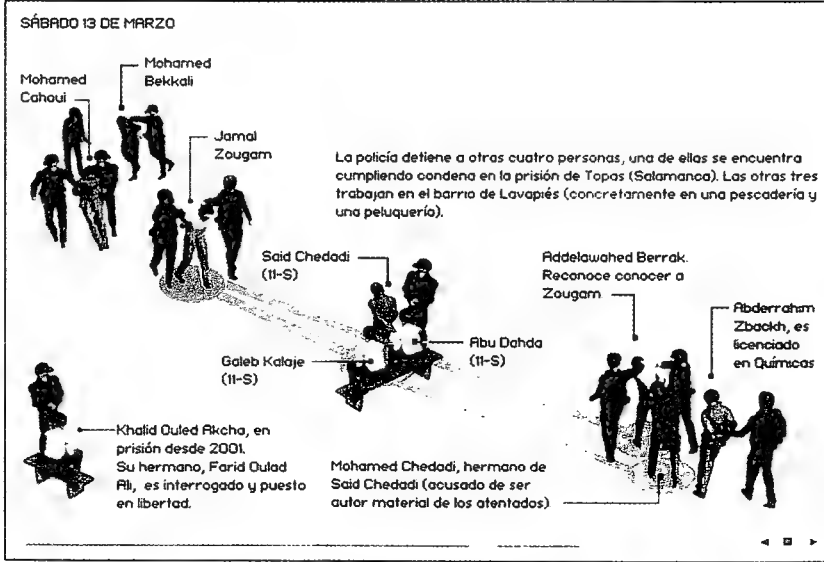 SÁBADO 13 DE MARZO
Mohamed
Bekkali
Mohamed
Cahoui
Jamal
Zougam
La policía detiene a otras cuatro personas, una de ellas se encuentra
cumpliendo condena en la prisión de Topas (Salamanca). Las otras tres
trabajan en el barrio de Lavapiés (concretamente en una pescadería y
una peluquería).
Said Chedadi
(11-S)
Addelawahed Berrak.
Reconoce conocer a
Zougam
Abderrahim
Zbackh, es
licenciado
en Químicas
Galeb Kalaje
(11-S)
Abu Dahda
(11-S)
Khalid Ouled Akcha, en
prisión desde 2001.
Su hermano, Farid Oulad
Ali, es interrogado y puesto
en libertad.
Mohamed Chedadi, hermano de
Said Chedadi (acusado de ser
autor material de los atentados)